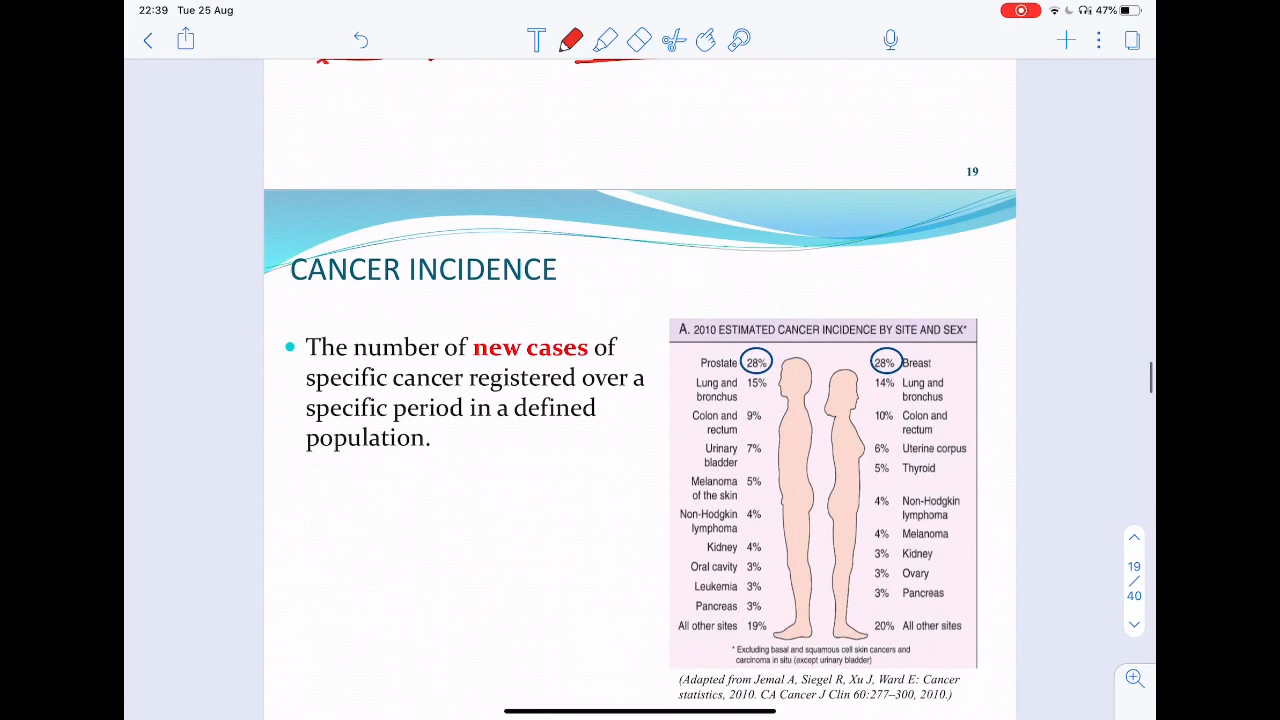 22:39 Tue 25 Aug
47%
T
19
CANCER INCIDENCE
The number of new cases of
specific cancer registered over a
specific period in a defined
population.
A. 2010 ESTIMATED CANCER INCIDENCE BY SITE AND SEX*
Prostate 28%
Lung and
bronchus 15%
Colon and
rectum 9%
Urinary
bladder 7%
Melanoma
of the skin 5%
Non-Hodgkin
lymphoma 4%
Kidney 4%
Oral cavity 3%
Leukemia 3%
Pancreas 3%
All other sites 19%
28% Breast
14% Lung and
bronchus
10% Colon and
rectum
6% Uterine corpus
5% Thyroid
4% Non-Hodgkin
lymphoma
4% Melanoma
3% Kidney
3% Ovary
3% Pancreas
20% All other sites
* Excluding basal and squamous cell skin cancers and
carcinoma in situ (except urinary bladder)
(Adapted from Jemal A, Siegel R, Xu J, Ward E: Cancer
statistics, 2010. CA Cancer J Clin 60:277–300, 2010.)
19
/
40